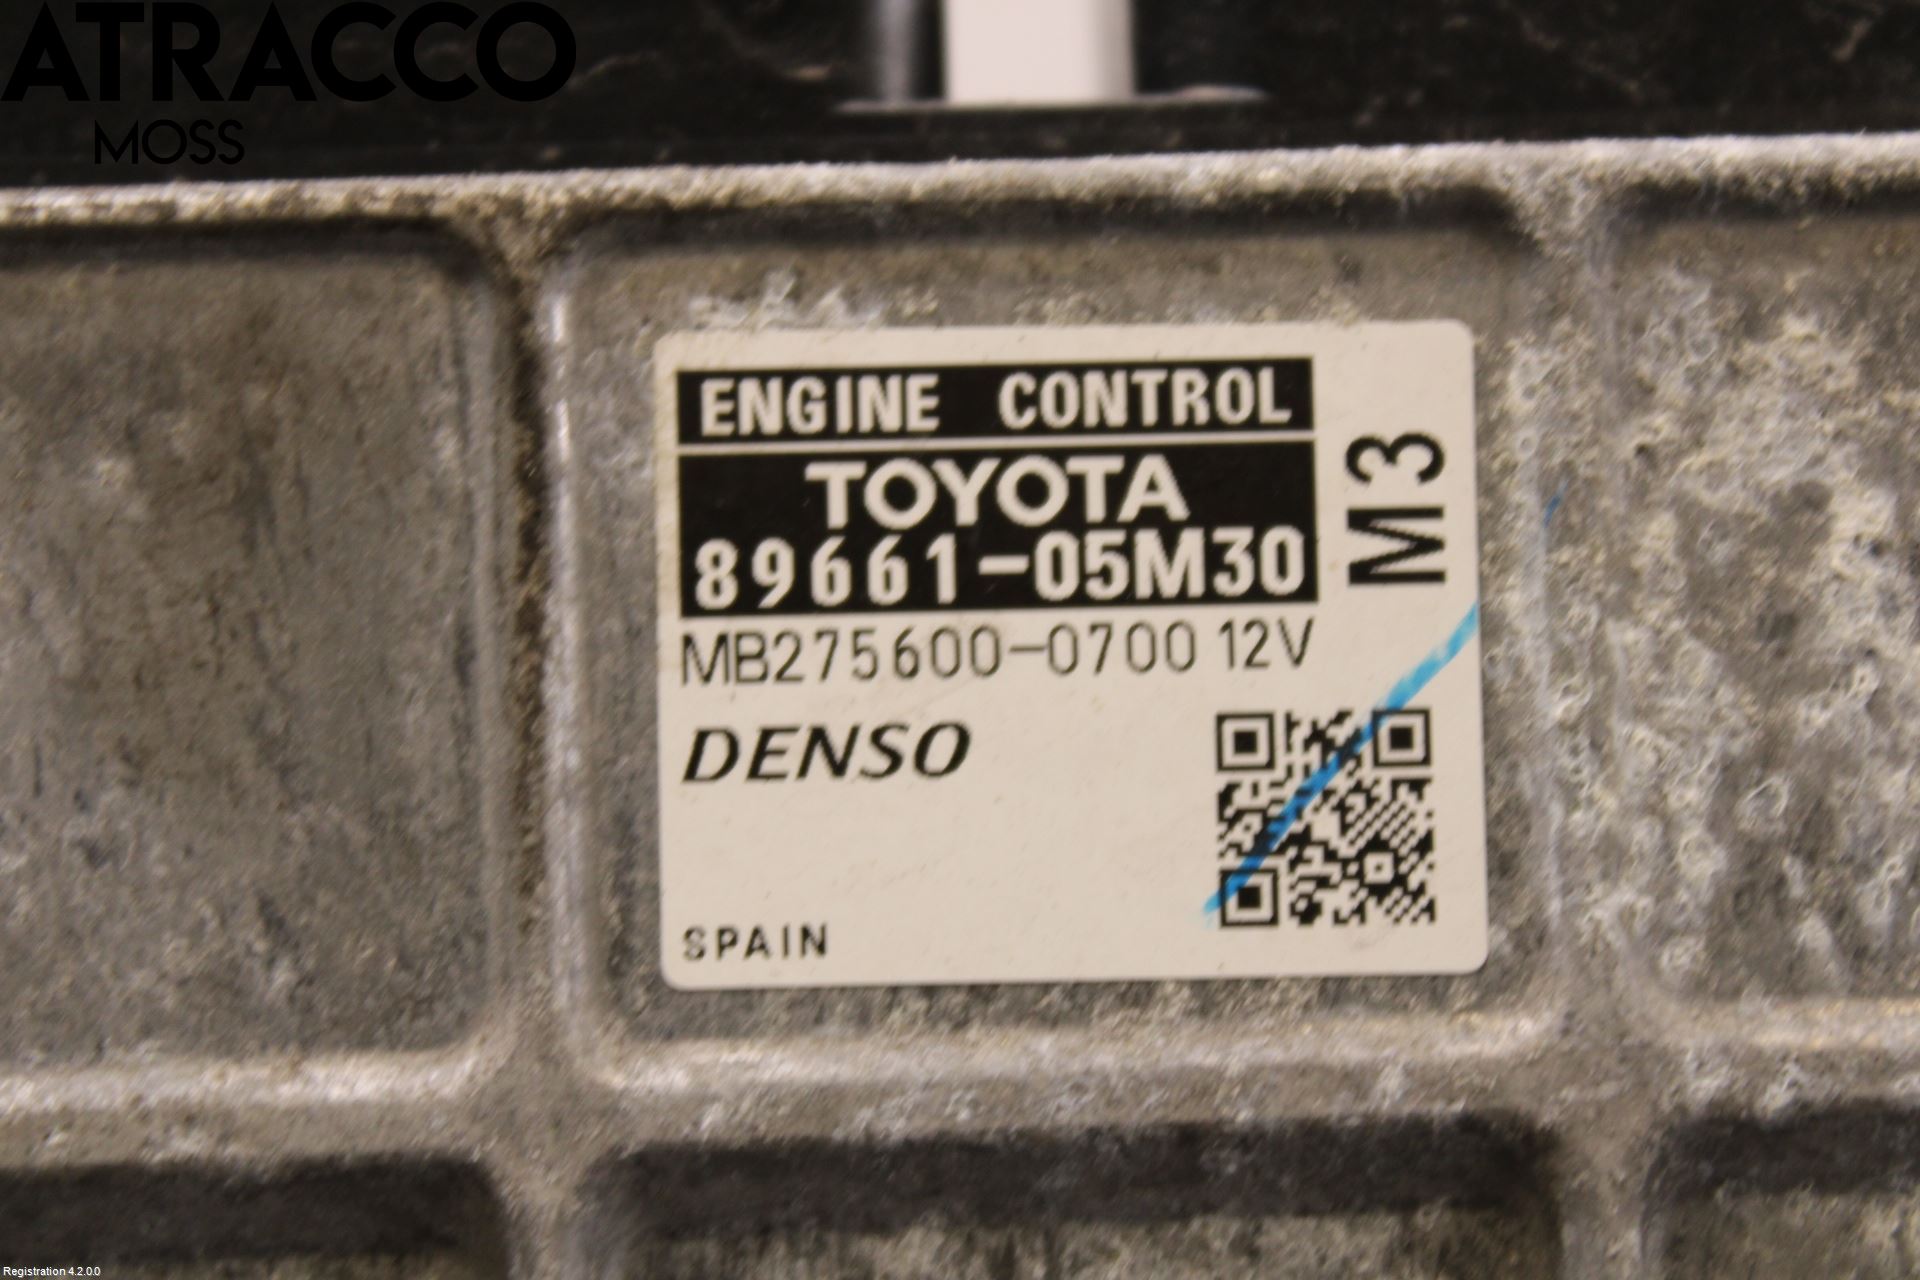 ATRACCO
MOSS
ENGINE CONTROL
TOYOTA
89661-05M30
M3
MB275600-0700 12V
DENSO
SPAIN
Registration 4.2.0.0